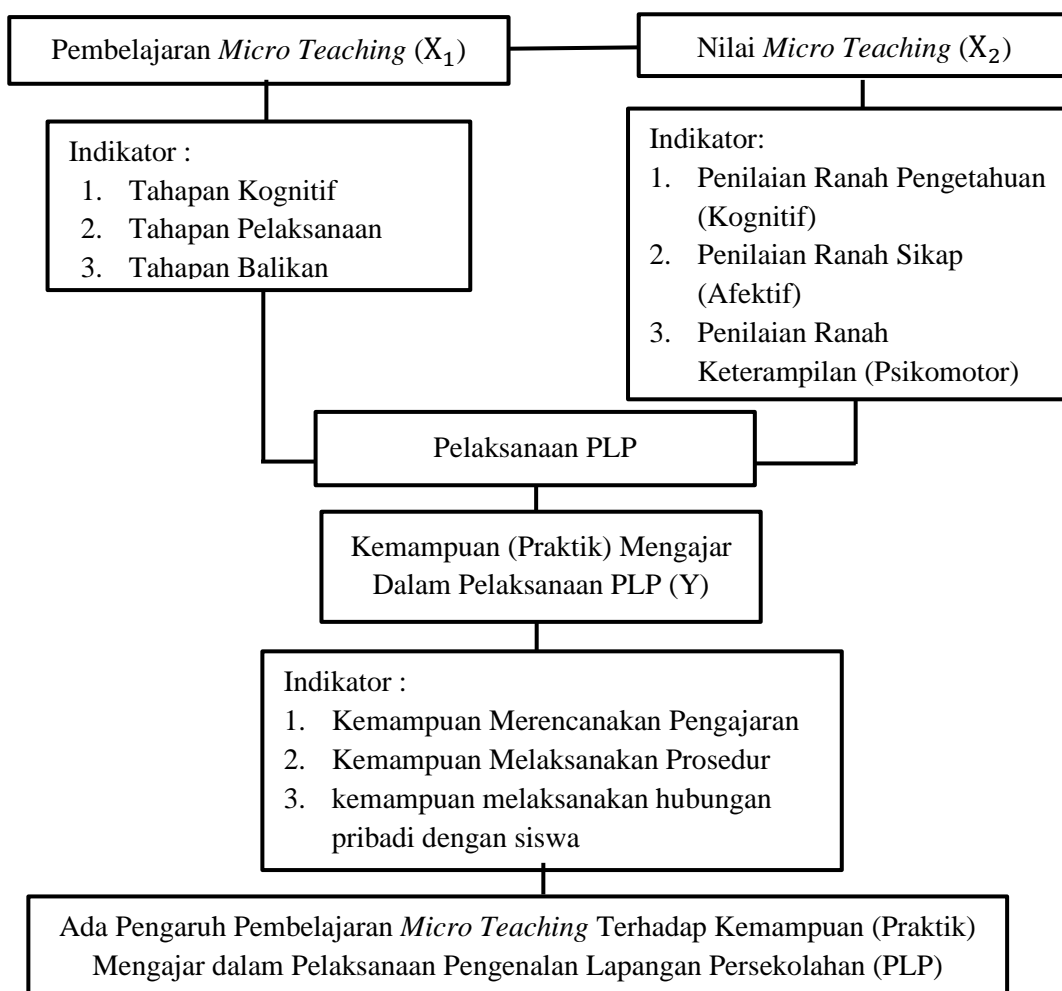 Pembelajaran Micro Teaching (X₁)
Nilai Micro Teaching (X₂)
Indikator :
1. Tahapan Kognitif
2. Tahapan Pelaksanaan
3. Tahapan Balikan
Indikator:
1. Penilaian Ranah Pengetahuan
(Kognitif)
2. Penilaian Ranah Sikap
(Afektif)
3. Penilaian Ranah
Keterampilan (Psikomotor)
Pelaksanaan PLP
Kemampuan (Praktik) Mengajar
Dalam Pelaksanaan PLP (Y)
Indikator :
1. Kemampuan Merencanakan Pengajaran
2. Kemampuan Melaksanakan Prosedur
3. kemampuan melaksanakan hubungan
pribadi dengan siswa
Ada Pengaruh Pembelajaran Micro Teaching Terhadap Kemampuan (Praktik)
Mengajar dalam Pelaksanaan Pengenalan Lapangan Persekolahan (PLP)